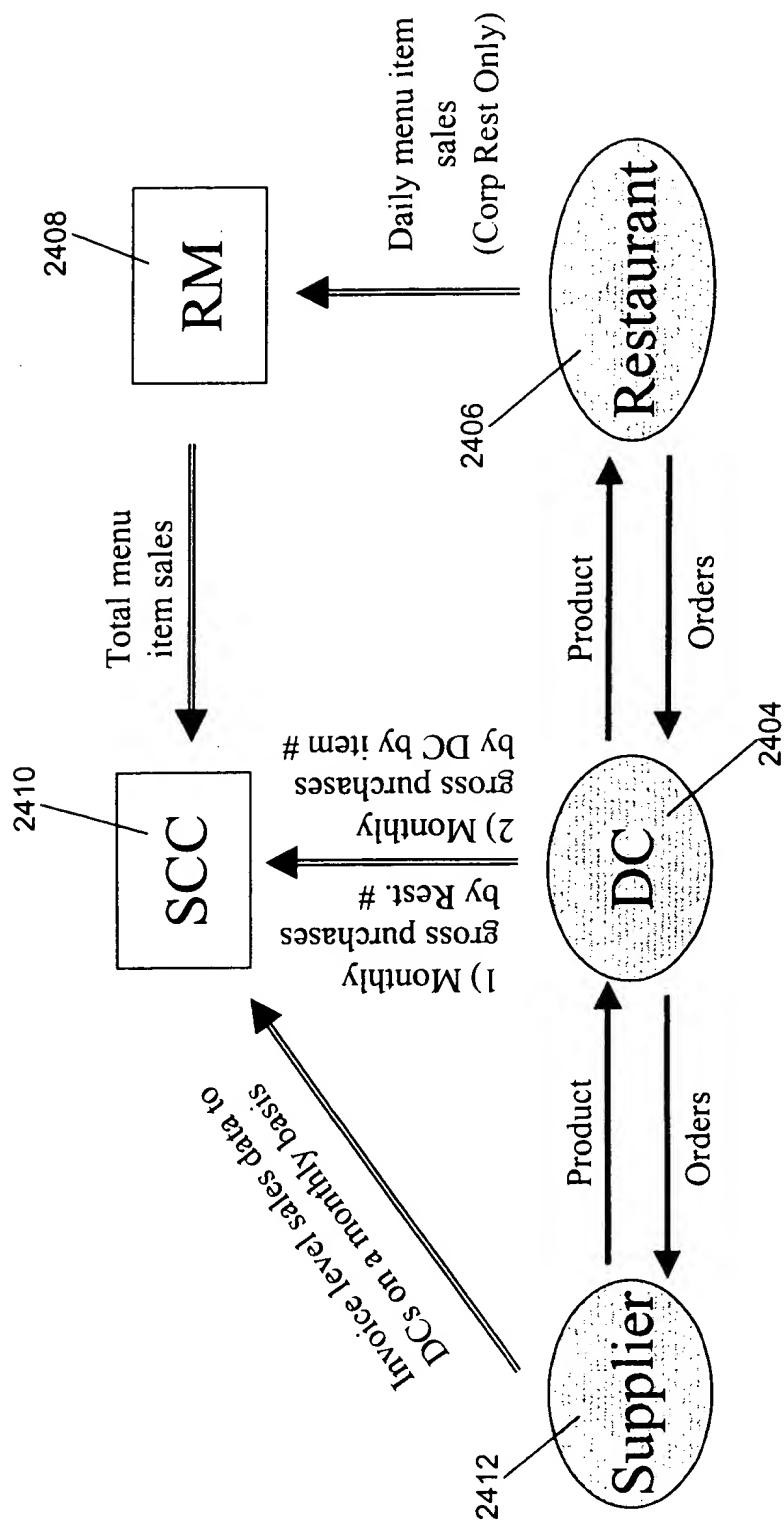 2408
RM
Daily menu item
sales
(Corp Rest Only)
2406
Restaurant
Total menu
item sales
2410
SCC
2) Monthly
gross purchases
by DC by item #
1) Monthly
gross purchases
by Rest. #
Product
Orders
DC
2404
Invoice level sales data to
DCs on a monthly basis
Product
Orders
Supplier
2412